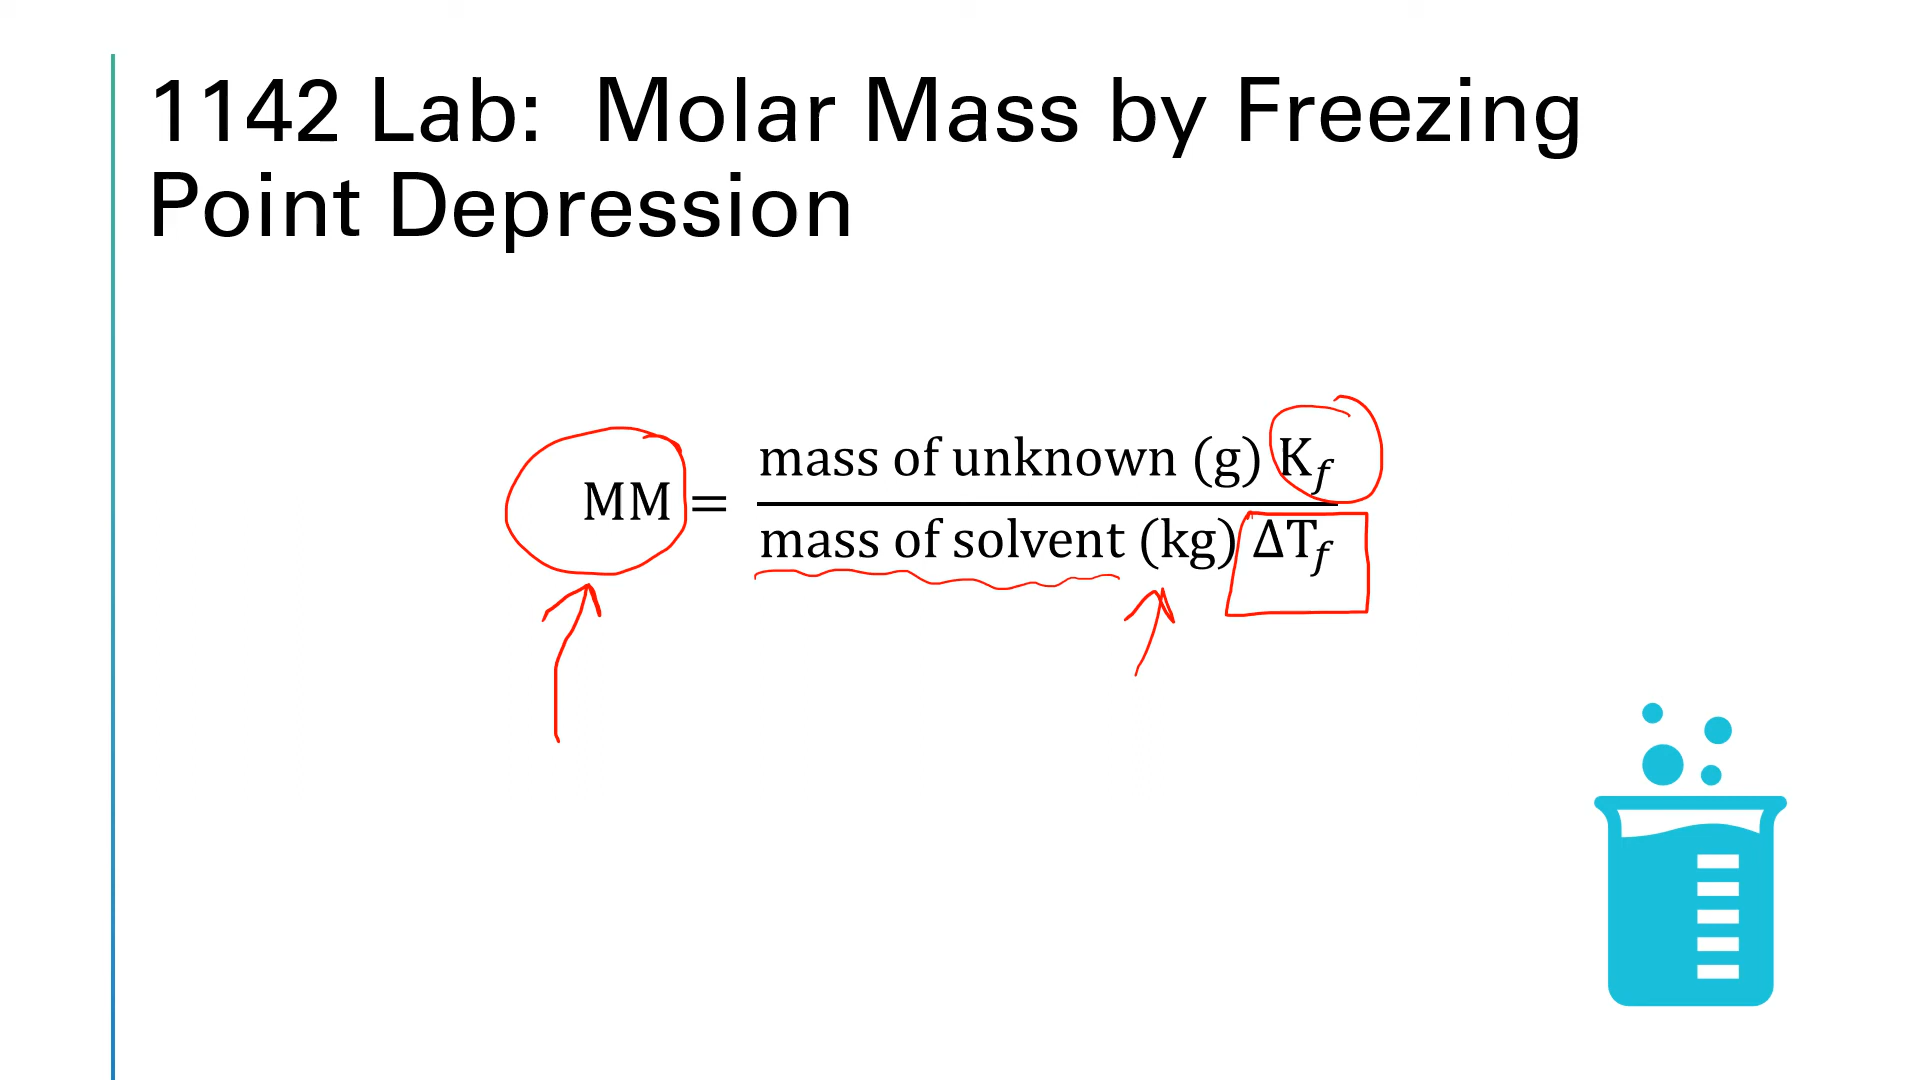 1142 Lab:  Molar Mass by Freezing
Point Depression
mass of unknown (g) K_f
MM =
mass of solvent (kg) ΔT_f